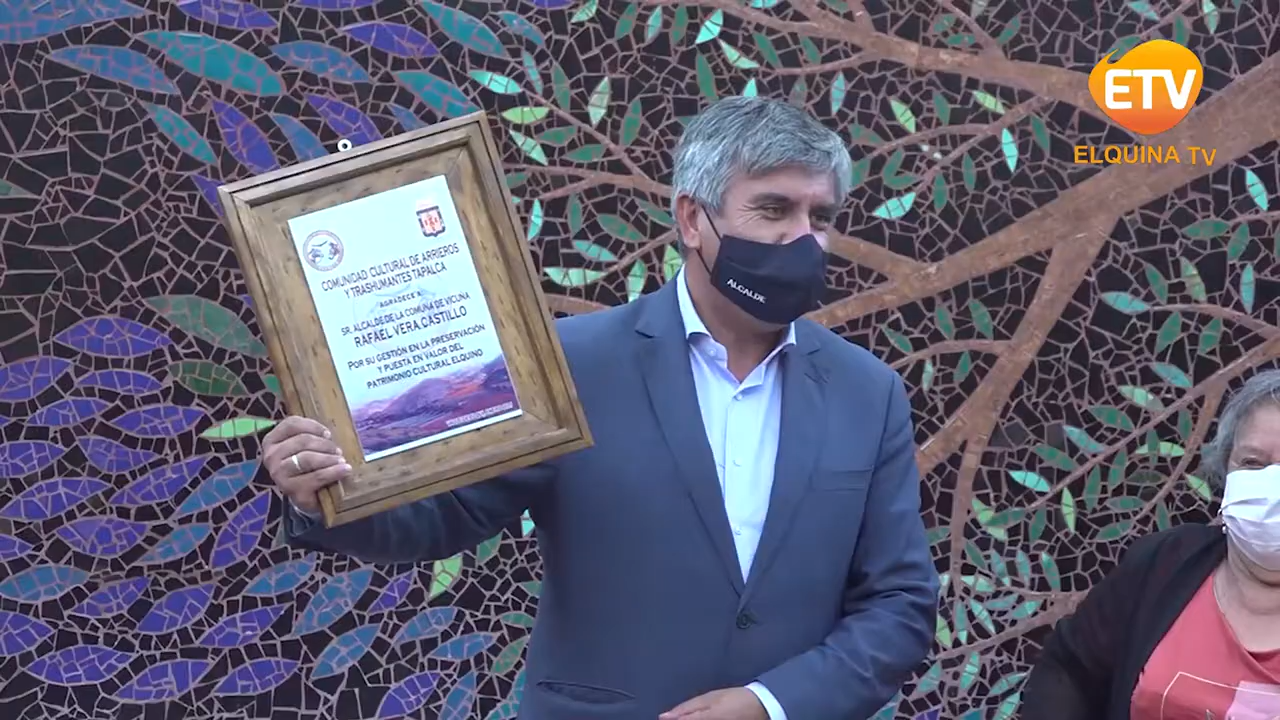 ETV
ELQUINA TV
COMUNIDAD CULTURAL DE ARRIEROS
Y TRASHUMANTES TAPALCA
AGRADECE A
SR. ALCALDE DE LA COMUNA DE VICUNA
RAFAEL VERA CASTILLO
POR SU GESTIÓN EN LA PRESERVACIÓN
Y PUESTA EN VALOR DEL
PATRIMONIO CULTURAL ELQUINO
ALCALDE